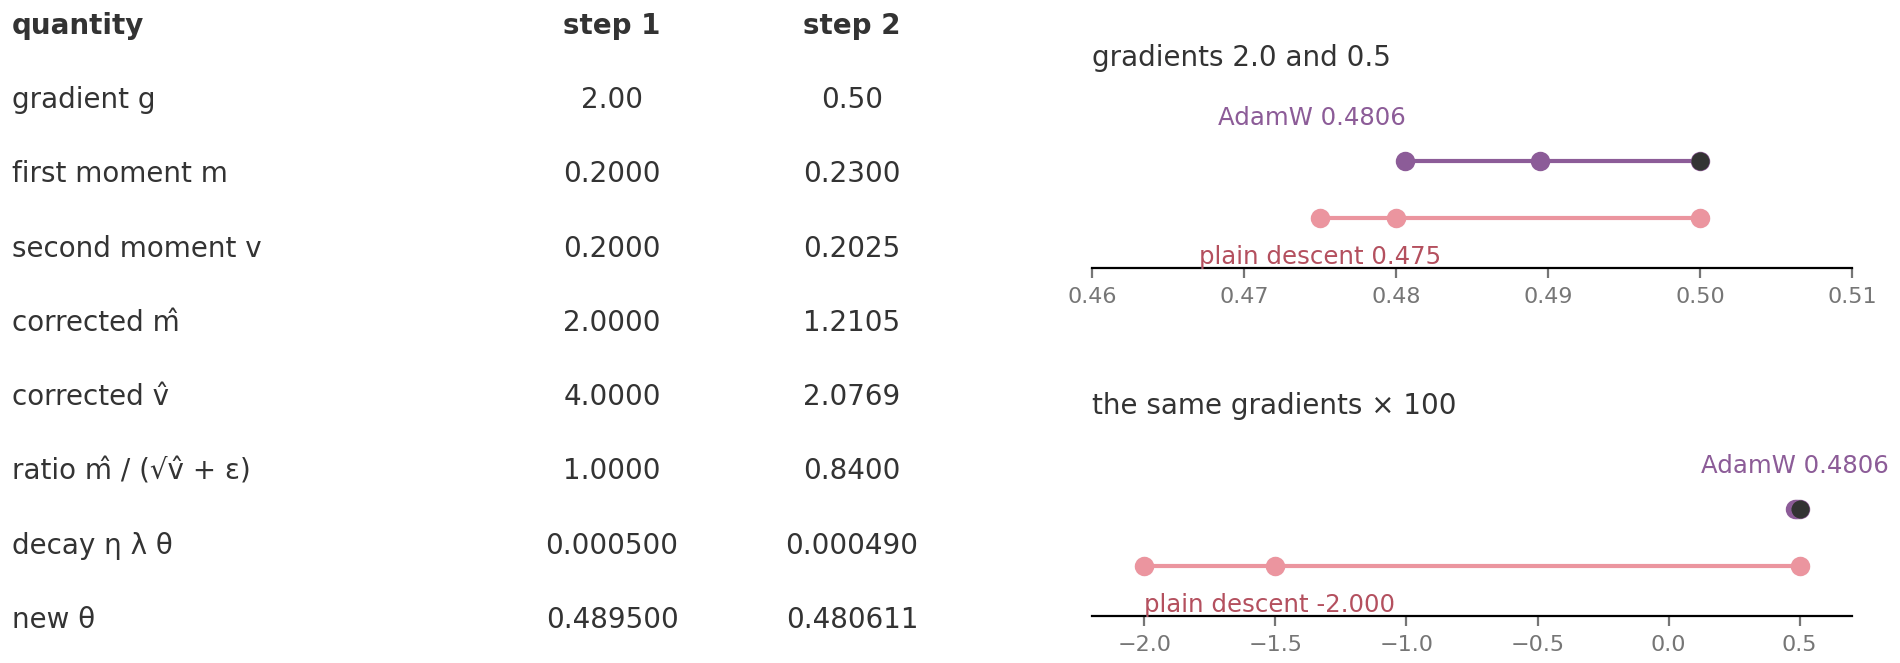 quantity step 1 step 2
gradient g 2.00 0.50
first moment m 0.2000 0.2300
second moment v 0.2000 0.2025
corrected m̂ 2.0000 1.2105
corrected v̂ 4.0000 2.0769
ratio m̂ / (√v̂ + ε) 1.0000 0.8400
decay η λ θ 0.000500 0.000490
new θ 0.489500 0.480611
gradients 2.0 and 0.5
AdamW 0.4806
plain descent 0.475
0.46 0.47 0.48 0.49 0.50 0.51
the same gradients × 100
AdamW 0.4806
plain descent -2.000
−2.0 −1.5 −1.0 −0.5 0.0 0.5